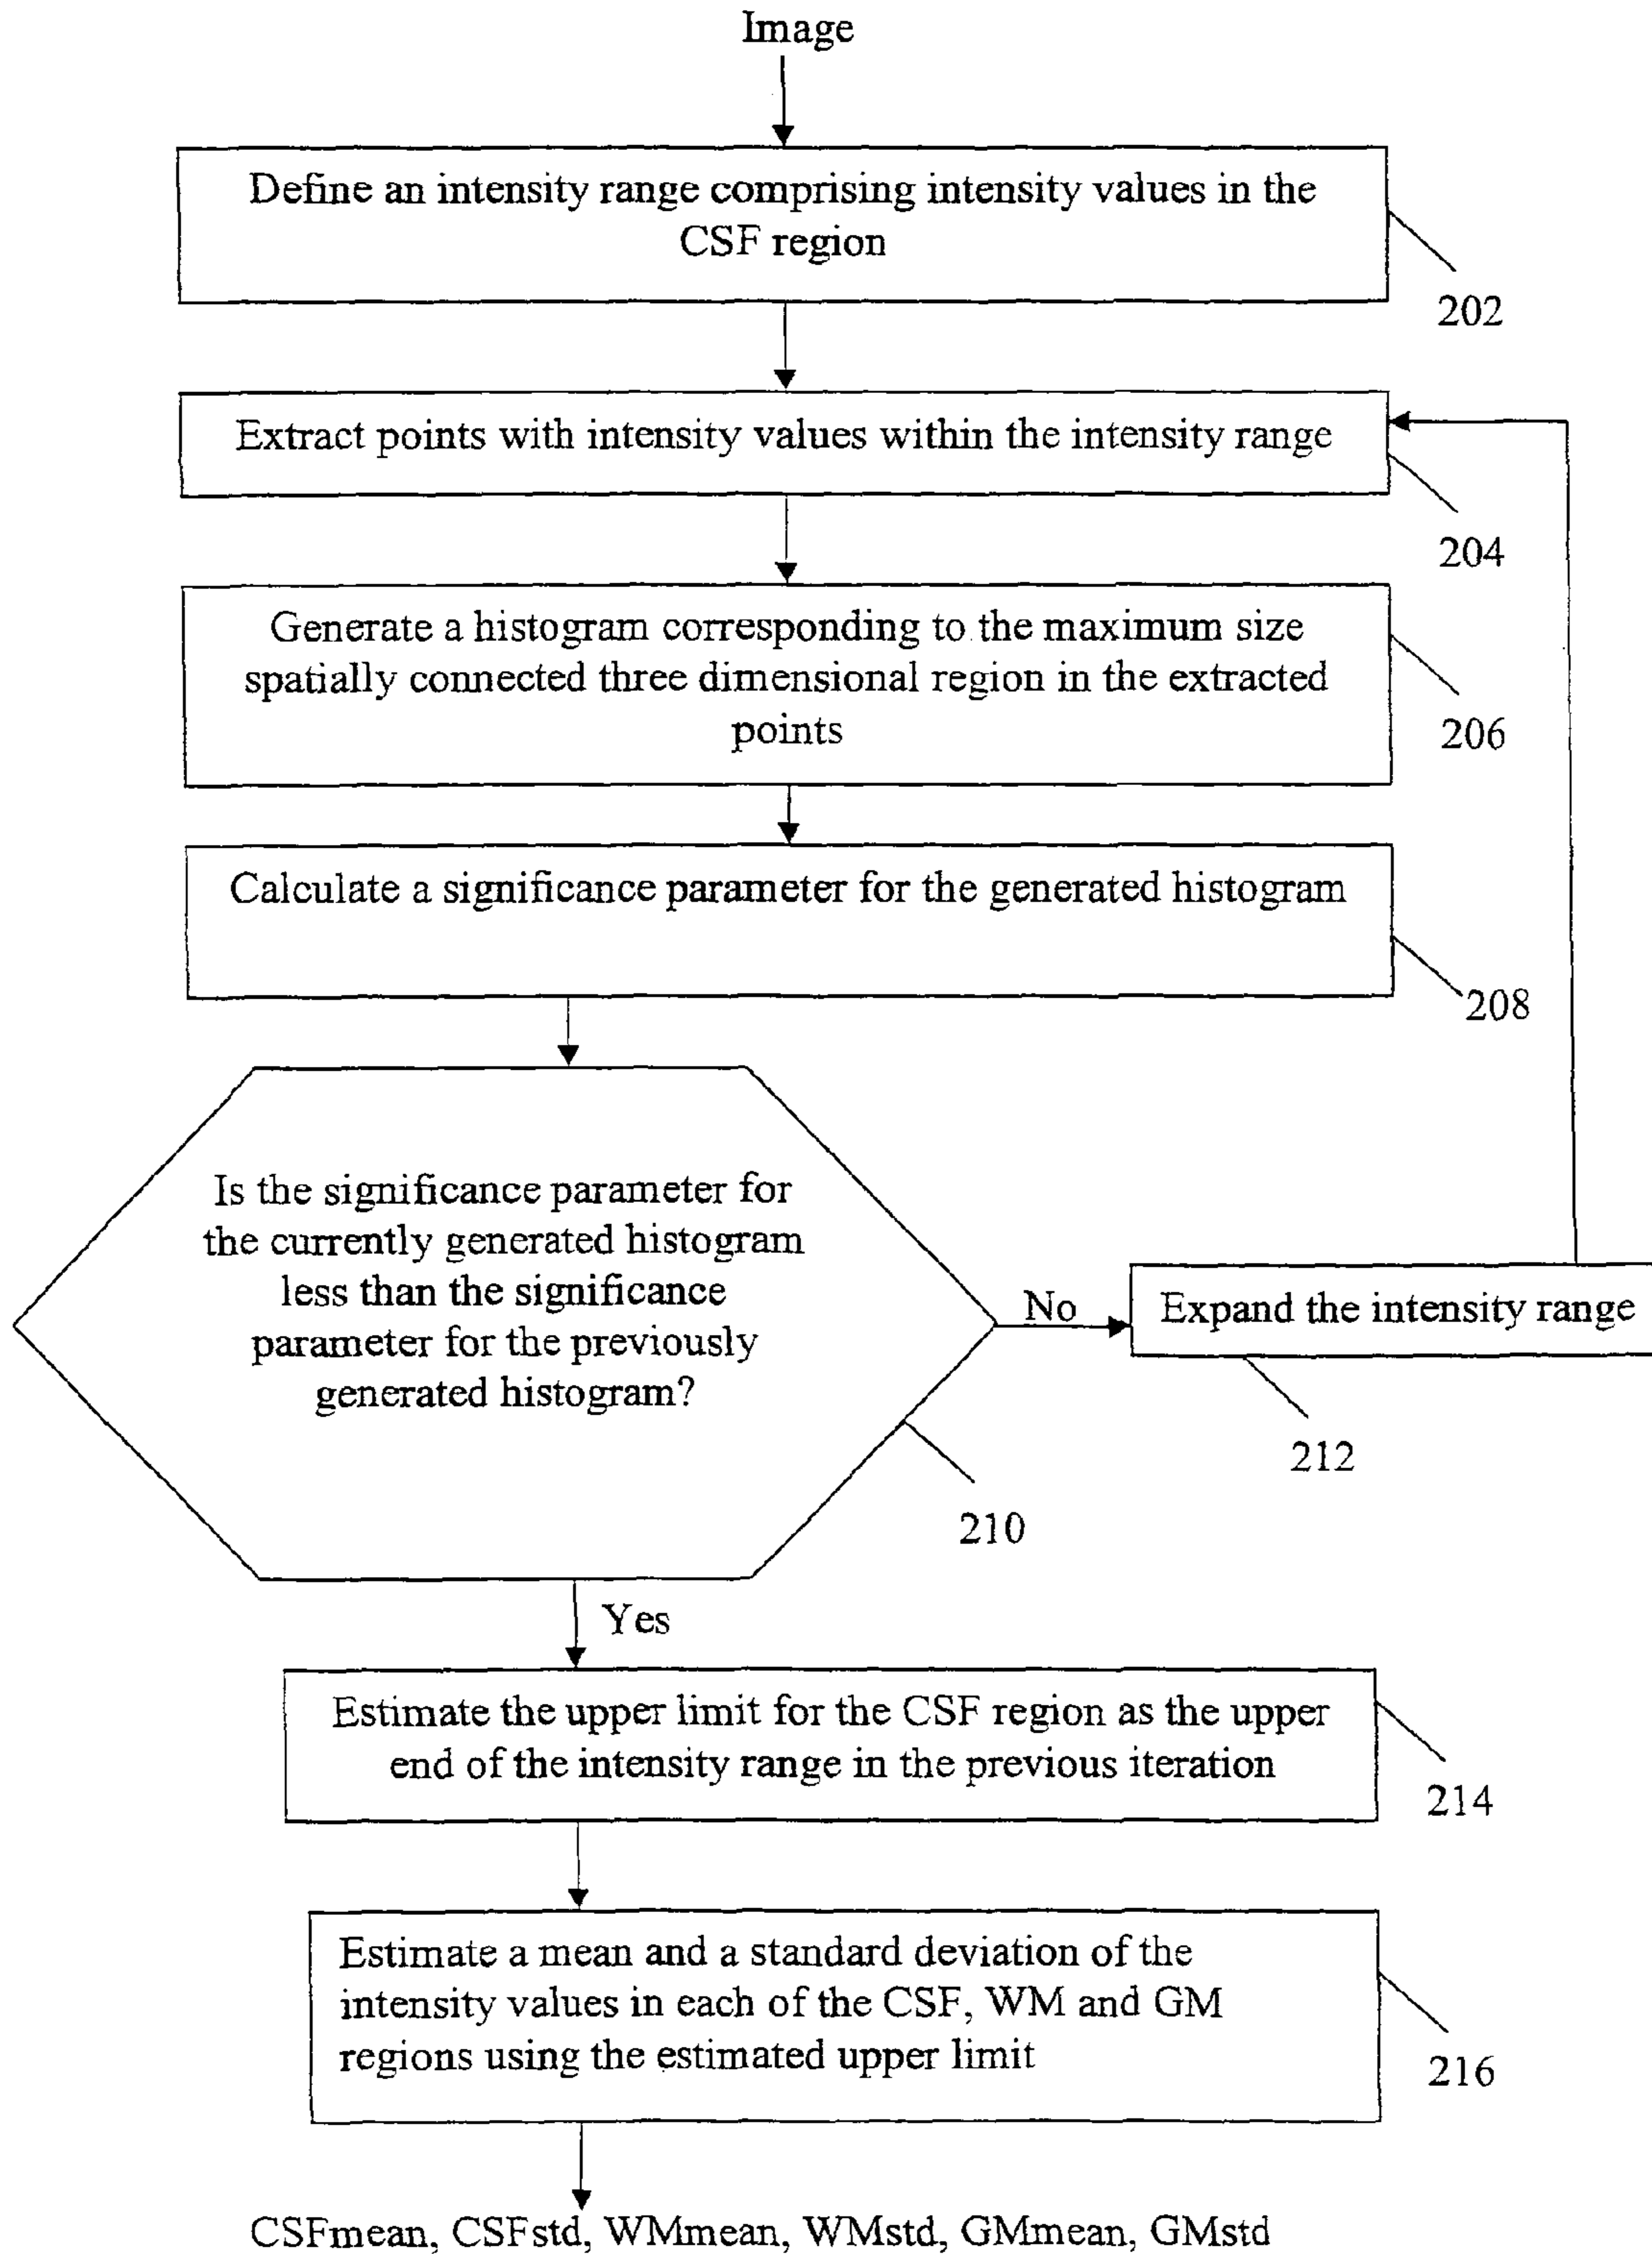 Image
Define an intensity range comprising intensity values in the
CSF region
202
Extract points with intensity values within the intensity range
204
Generate a histogram corresponding to the maximum size
spatially connected three dimensional region in the extracted
points
206
Calculate a significance parameter for the generated histogram
208
Is the significance parameter for
the currently generated histogram
less than the significance
parameter for the previously
generated histogram?
210
No
Expand the intensity range
212
Yes
Estimate the upper limit for the CSF region as the upper
end of the intensity range in the previous iteration
214
Estimate a mean and a standard deviation of the
intensity values in each of the CSF, WM and GM
regions using the estimated upper limit
216
CSFmean, CSFstd, WMmean, WMstd, GMmean, GMstd